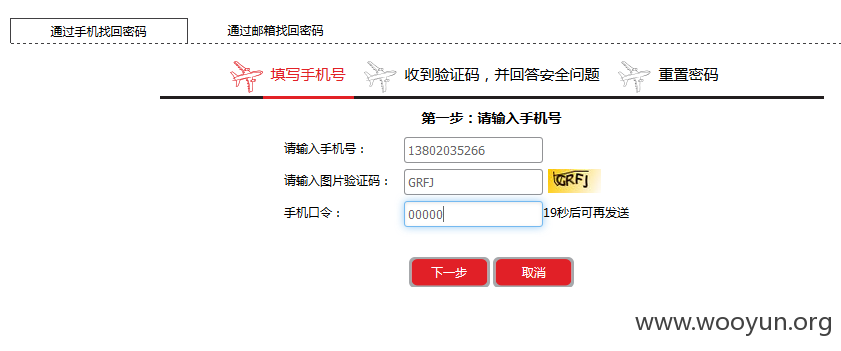 通过手机找回密码 通过邮箱找回密码
填写手机号 收到验证码，并回答安全问题 重置密码
第一步：请输入手机号
请输入手机号： 13802035266
请输入图片验证码： GRFJ GRFJ
手机口令： 00000 19秒后可再发送
下一步 取消
www.wooyun.org